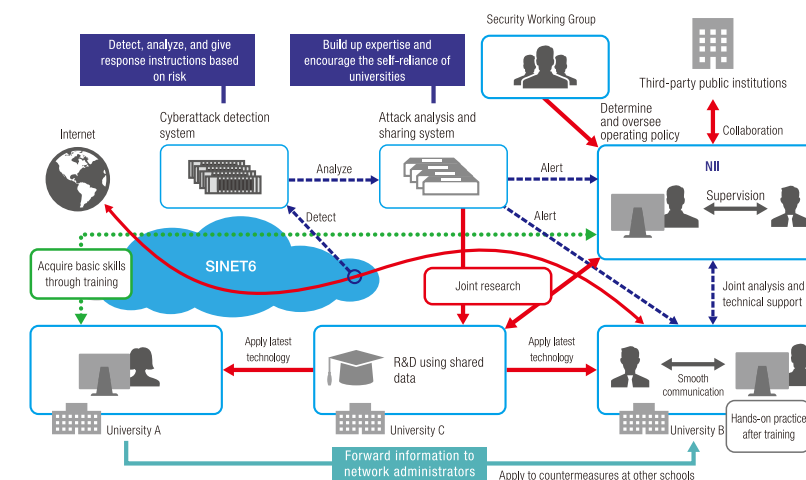 Security Working Group
Detect, analyze, and give
response instructions based
on risk
Build up expertise and
encourage the self-reliance of
universities
Third-party public institutions
Internet
Cyberattack detection
system
Attack analysis and
sharing system
Determine
and oversee
operating policy
Collaboration
Analyze
Alert
NII
Supervision
Detect
Alert
SINET6
Acquire basic skills
through training
Joint research
Joint analysis and
technical support
Apply latest
technology
R&D using shared
data
Apply latest
technology
Smooth
communication
University A
University C
University B
Hands-on practice
after training
Forward information to
network administrators
Apply to countermeasures at other schools